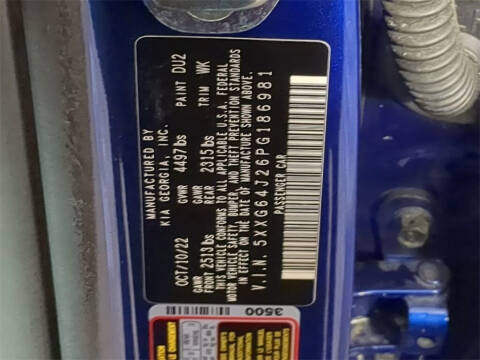 MANUFACTURED BY
KIA GEORGIA, INC.
OCT/10/22 GVWR 4497lbs PAINT DU2
GAWR FRONT 2513lbs GAWR REAR 2315lbs TRIM WK
THIS VEHICLE CONFORMS TO ALL APPLICABLE U.S.A. FEDERAL
MOTOR VEHICLE SAFETY, BUMPER, AND THEFT PREVENTION STANDARDS
IN EFFECT ON THE DATE OF MANUFACTURE SHOWN ABOVE.
V.I.N. 5XXG64J26PG186981
PASSENGER CAR
3500